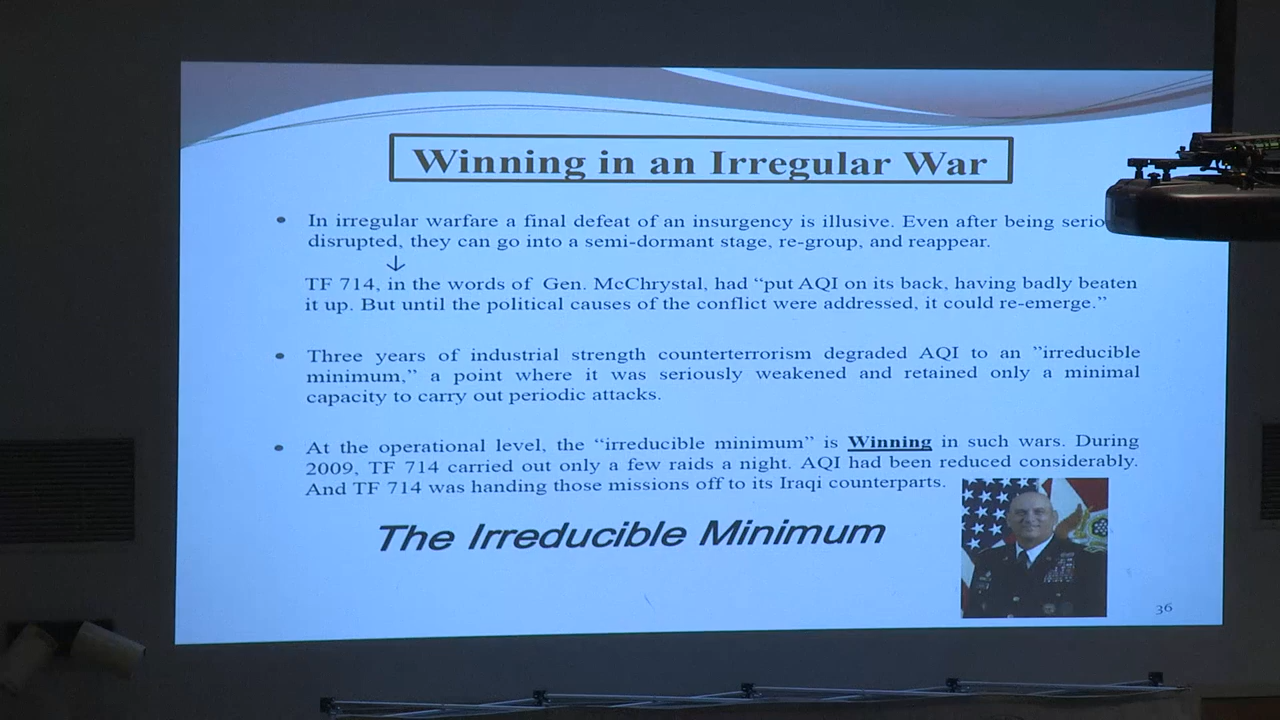 Winning in an Irregular War
• In irregular warfare a final defeat of an insurgency is illusive. Even after being serio
disrupted, they can go into a semi-dormant stage, re-group, and reappear.
↓
TF 714, in the words of Gen. McChrystal, had “put AQI on its back, having badly beaten
it up. But until the political causes of the conflict were addressed, it could re-emerge.”
• Three years of industrial strength counterterrorism degraded AQI to an ”irreducible
minimum,” a point where it was seriously weakened and retained only a minimal
capacity to carry out periodic attacks.
• At the operational level, the “irreducible minimum” is Winning in such wars. During
2009, TF 714 carried out only a few raids a night. AQI had been reduced considerably.
And TF 714 was handing those missions off to its Iraqi counterparts.
The Irreducible Minimum
36